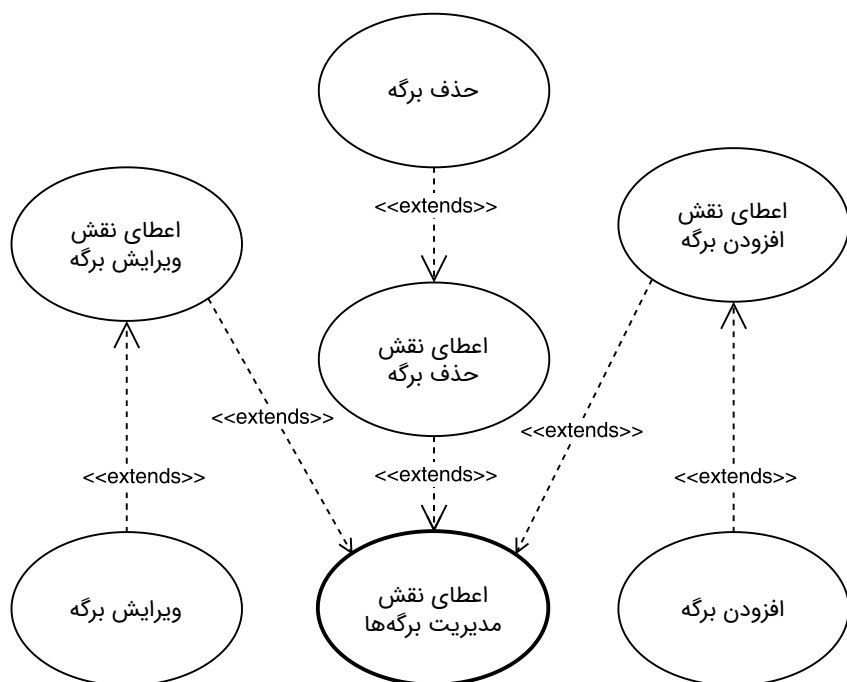 حذف برگه
<<extends>>
اعطای نقش
ویرایش برگه
اعطای نقش
افزودن برگه
اعطای نقش
حذف برگه
<<extends>>
<<extends>>
<<extends>>
<<extends>>
<<extends>>
ویرایش برگه
اعطای نقش
مدیریت برگه‌ها
افزودن برگه